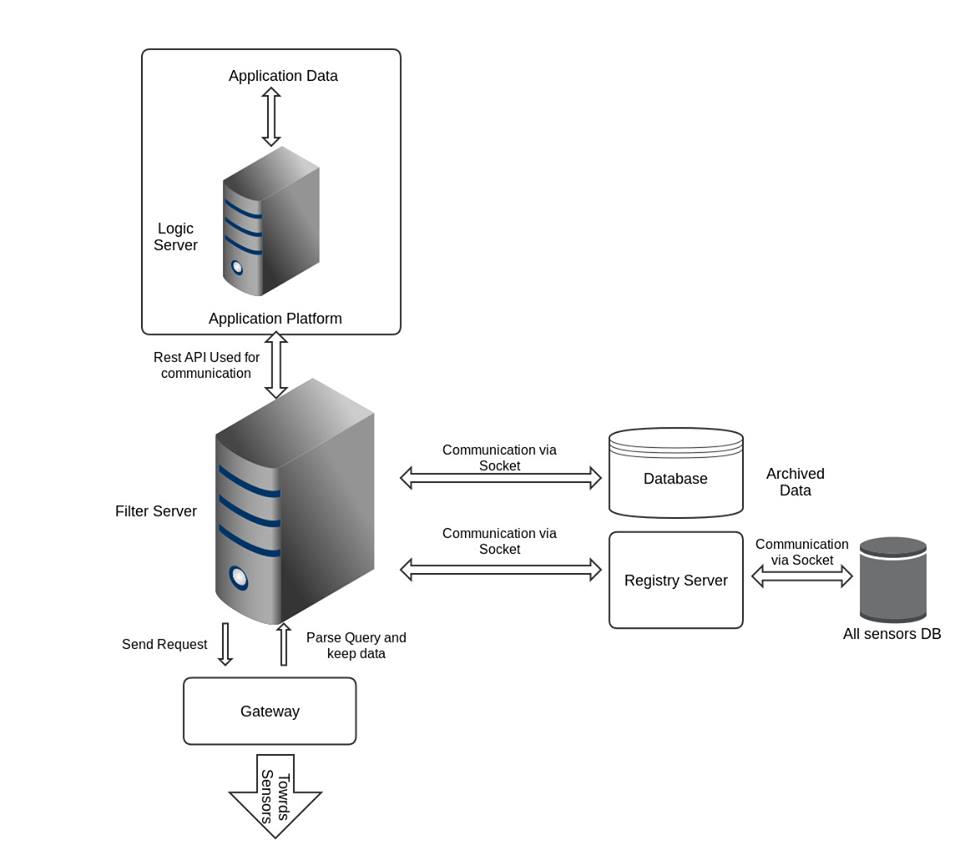 Application Data
Logic
Server
Application Platform
Rest API Used for
communication
Communication via
Socket
Database
Archived
Data
Filter Server
Communication via
Socket
Registry Server
Communication
via Socket
All sensors DB
Send Request
Parse Query and
keep data
Gateway
Towrds
Sensors